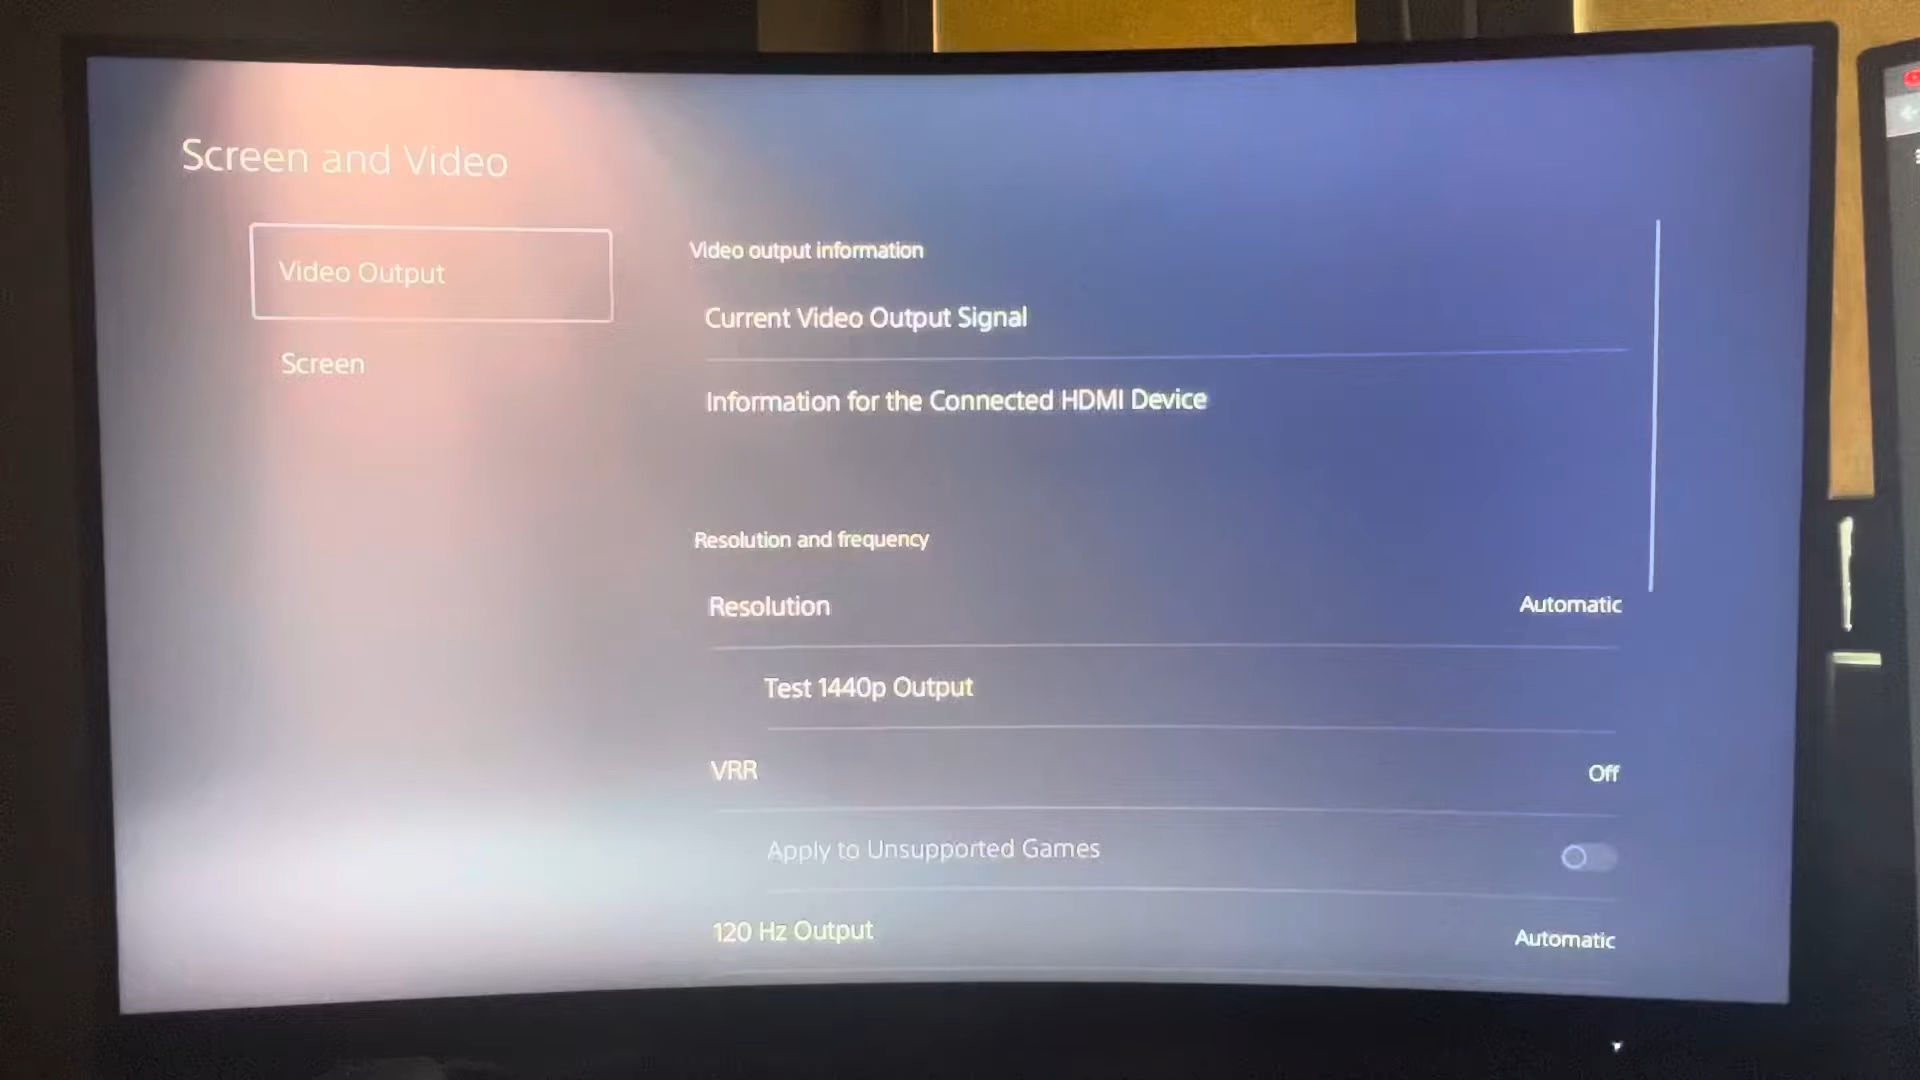 Screen and Video
Video Output
Screen
Video output information
Current Video Output Signal
Information for the Connected HDMI Device
Resolution and frequency
Resolution
Automatic
Test 1440p Output
VRR
Off
Apply to Unsupported Games
120 Hz Output
Automatic